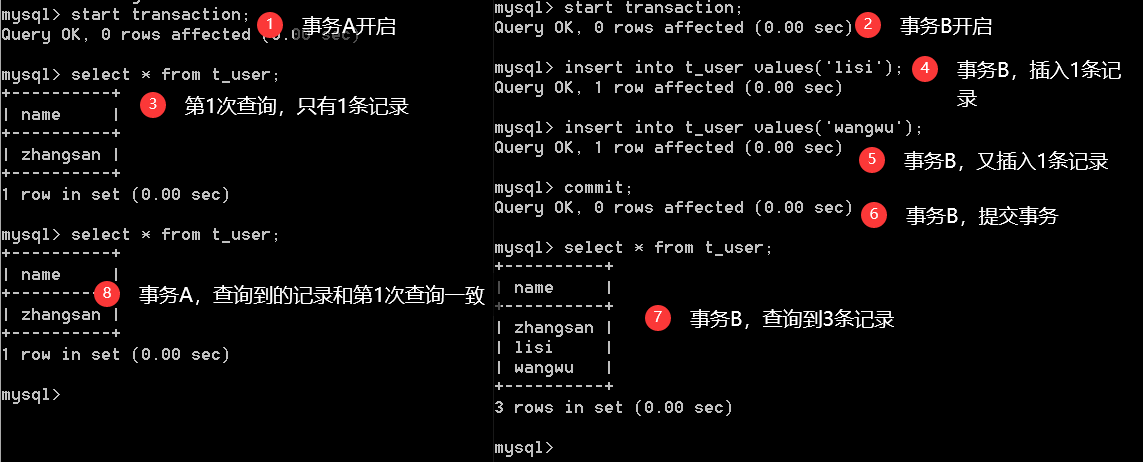 mysql> start transaction;
1 事务A开启
Query OK, 0 rows affected (0.00 sec)
mysql> select * from t_user;
+----------+
3 第1次查询，只有1条记录
| name     |
+----------+
| zhangsan |
+----------+
1 row in set (0.00 sec)
mysql> select * from t_user;
+----------+
| name     |
+----------+
8 事务A，查询到的记录和第1次查询一致
| zhangsan |
+----------+
1 row in set (0.00 sec)
mysql>
mysql> start transaction;
Query OK, 0 rows affected (0.00 sec)
2 事务B开启
mysql> insert into t_user values('lisi');
4 事务B，插入1条记
录
Query OK, 1 row affected (0.00 sec)
mysql> insert into t_user values('wangwu');
Query OK, 1 row affected (0.00 sec)
5 事务B，又插入1条记录
mysql> commit;
Query OK, 0 rows affected (0.00 sec)
6 事务B，提交事务
mysql> select * from t_user;
+----------+
| name     |
+----------+
7 事务B，查询到3条记录
| zhangsan |
| lisi     |
| wangwu   |
+----------+
3 rows in set (0.00 sec)
mysql>